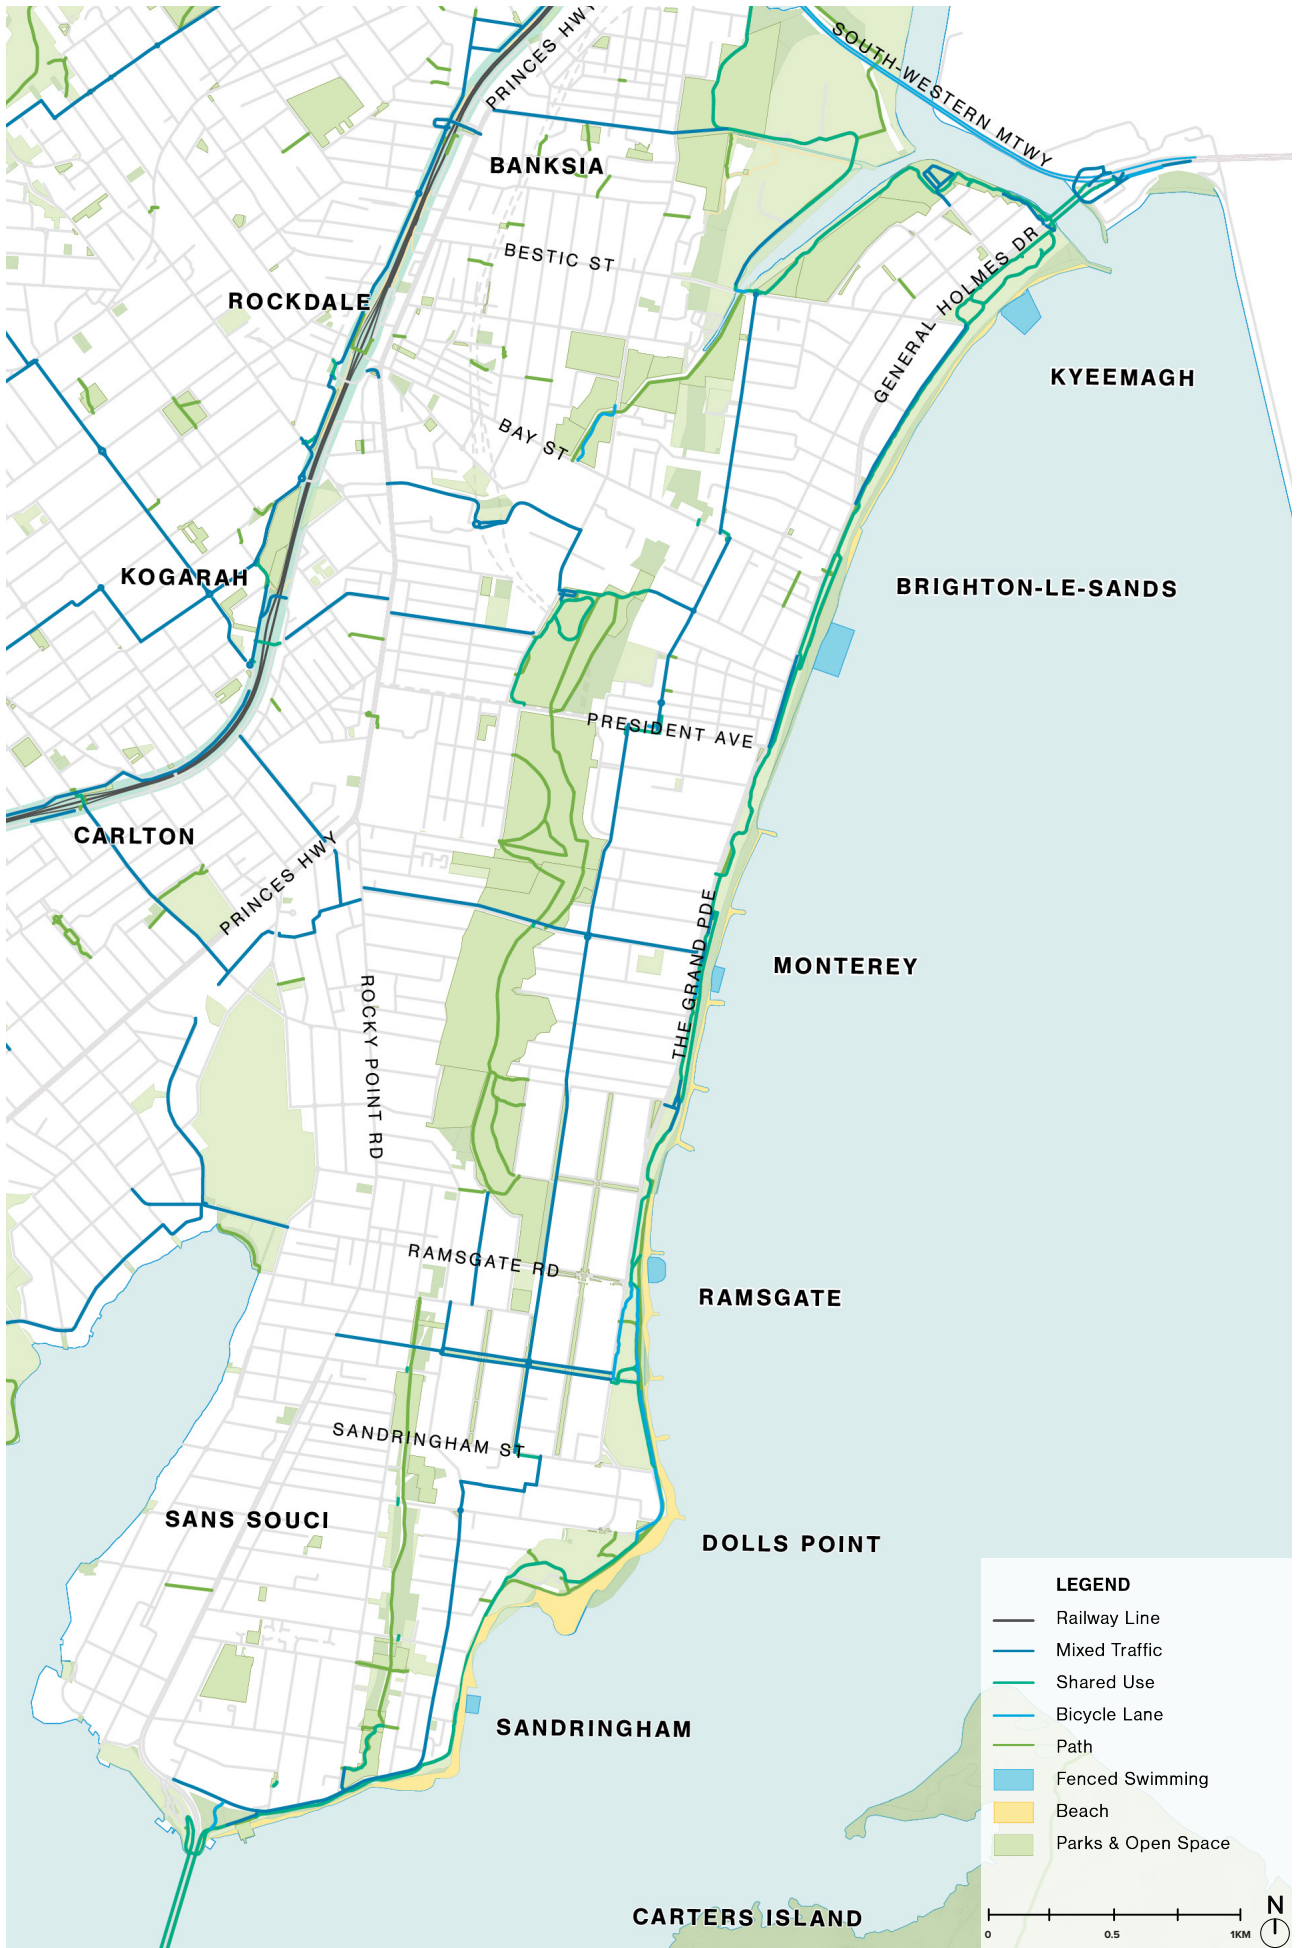 PRINCES HWY
SOUTH-WESTERN MTWY
BANKSIA
BESTIC ST
GENERAL HOLMES DR
ROCKDALE
KYEEMAGH
BAY ST
KOGARAH
BRIGHTON-LE-SANDS
PRESIDENT AVE
CARLTON
PRINCES HWY
THE GRAND PDE
MONTEREY
ROCKY POINT RD
RAMSGATE RD
RAMSGATE
SANDRINGHAM ST
SANS SOUCI
DOLLS POINT
SANDRINGHAM
CARTERS ISLAND
LEGEND
Railway Line
Mixed Traffic
Shared Use
Bicycle Lane
Path
Fenced Swimming
Beach
Parks & Open Space
N
0 0.5 1KM